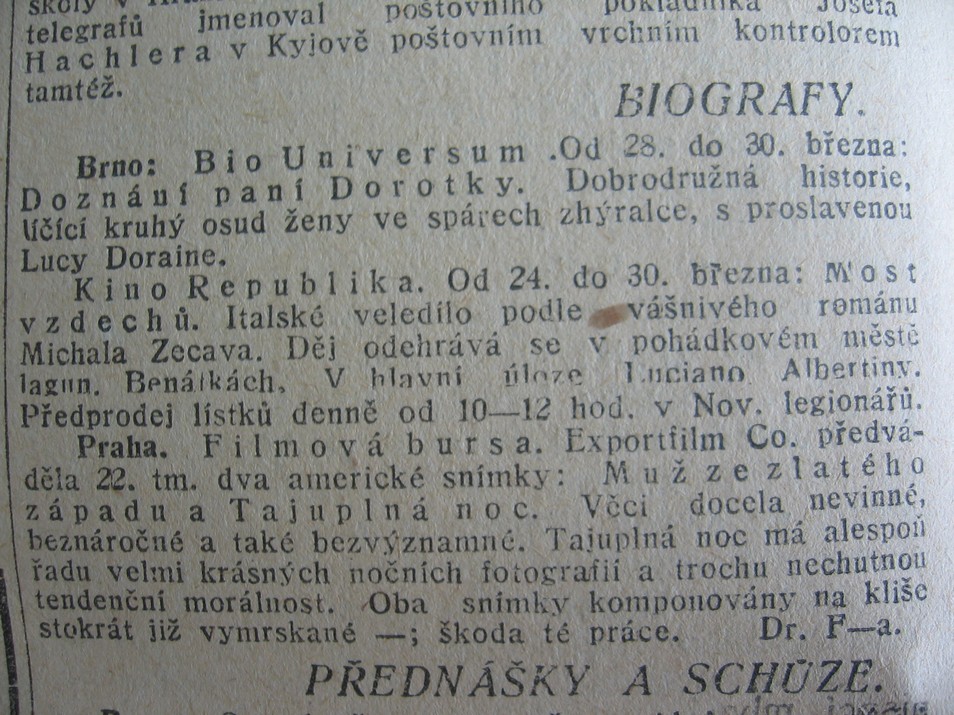 školy v
telegrafů jmenoval poštovního pokladníka Josefa
Hachlera v Kyjově poštovním vrchním kontrolorem
tamtéž.
BIOGRAFY.
Brno: Bio Universum .Od 28. do 30. března:
Doznání paní Dorotky. Dobrodružná historie,
líčící kruhý osud ženy ve spárech zhýralce, s proslavenou
Lucy Doraine.
Kino Republika. Od 24. do 30. března: Most
vzdechů. Italské veledílo podle vášnivého románu
Michala Zecava. Děj odehrává se v pohádkovém městě
lagun, Benátkách, V hlavní úloze Luciano Albertiny.
Předprodej lístků denně od 10—12 hod. v Nov. legionářů.
Praha. Filmová bursa. Exportfilm Co. předvá-
děla 22. tm. dva americké snímky: Muž ze zlatého
západu a Tajuplná noc. Věci docela nevinné,
beznáročné a také bezvýznamné. Tajuplná noc má alespoň
řadu velmi krásných nočních fotografií a trochu nechutnou
tendenční morálnost. Oba snímky komponovány na kliše
stokrát již vymrskané —; škoda té práce. Dr. F—a.
PŘEDNÁŠKY A SCHŮZE.